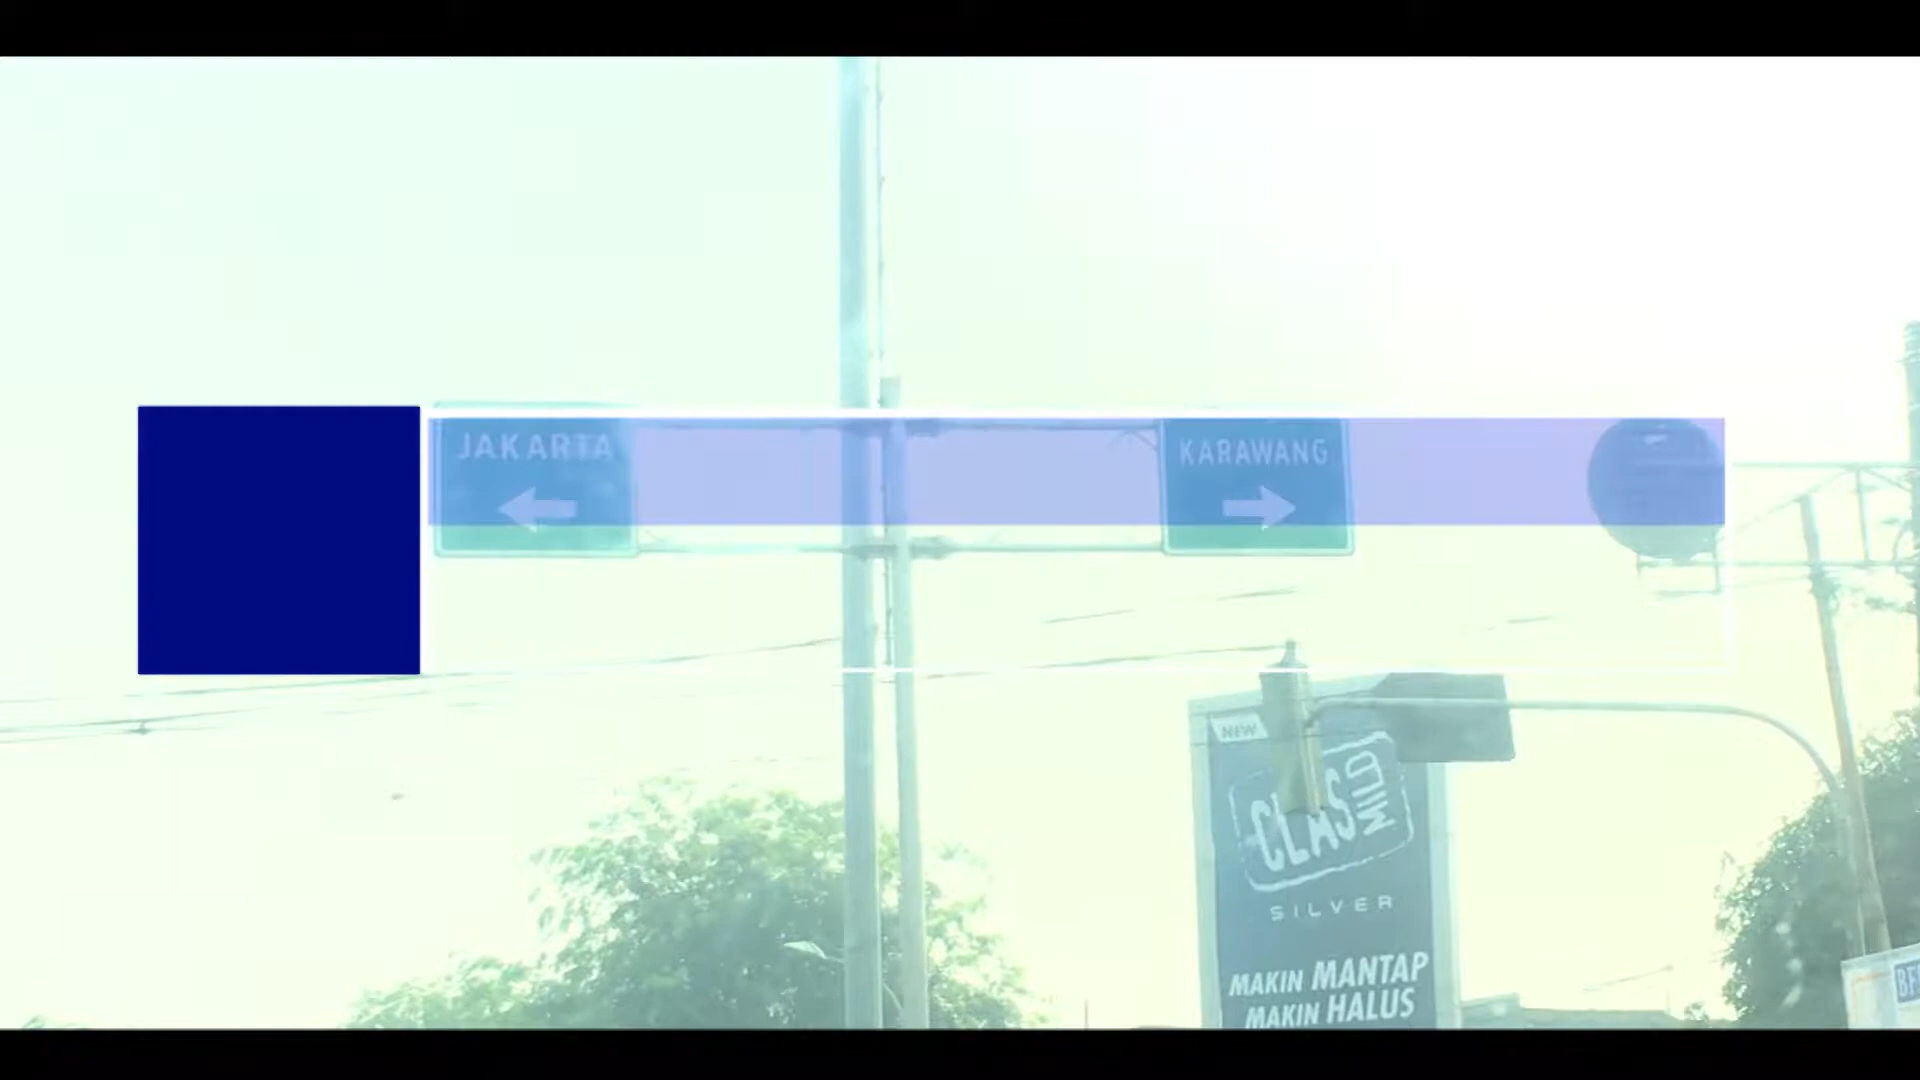 JAKARTA
KARAWANG
NEW
CLAS
MILD
SILVER
MAKIN MANTAP
MAKIN HALUS